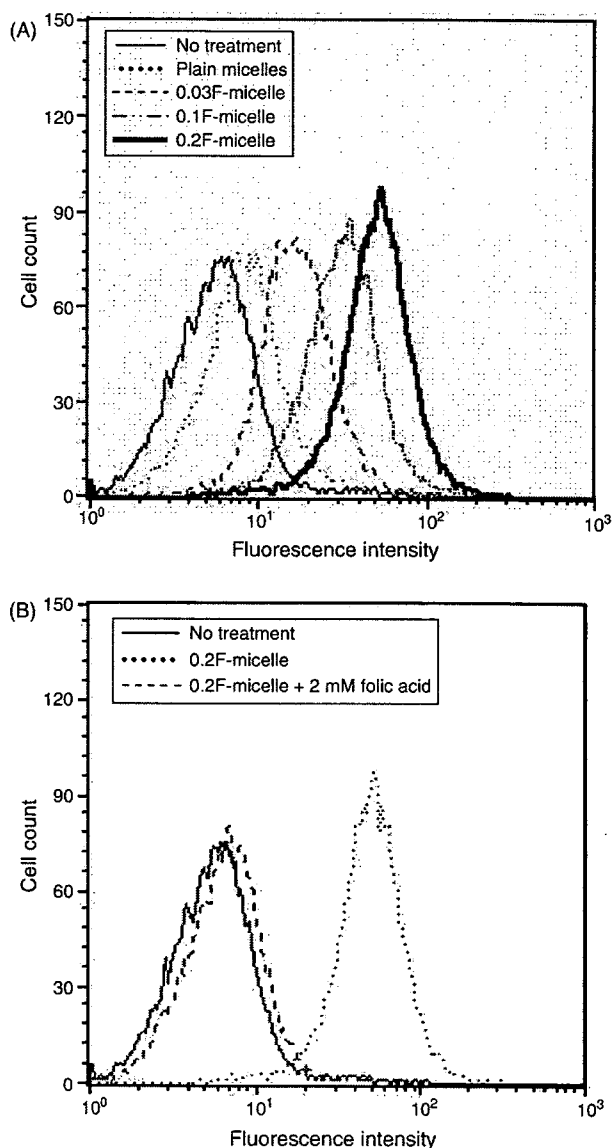 (A)
150
120
90
60
30
0
Cell count
No treatment
Plain micelles
0.03F-micelle
0.1F-micelle
0.2F-micelle
10⁰
10¹
10²
10³
Fluorescence intensity
(B)
150
120
90
60
30
0
Cell count
No treatment
0.2F-micelle
0.2F-micelle + 2 mM folic acid
10⁰
10¹
10²
10³
Fluorescence intensity